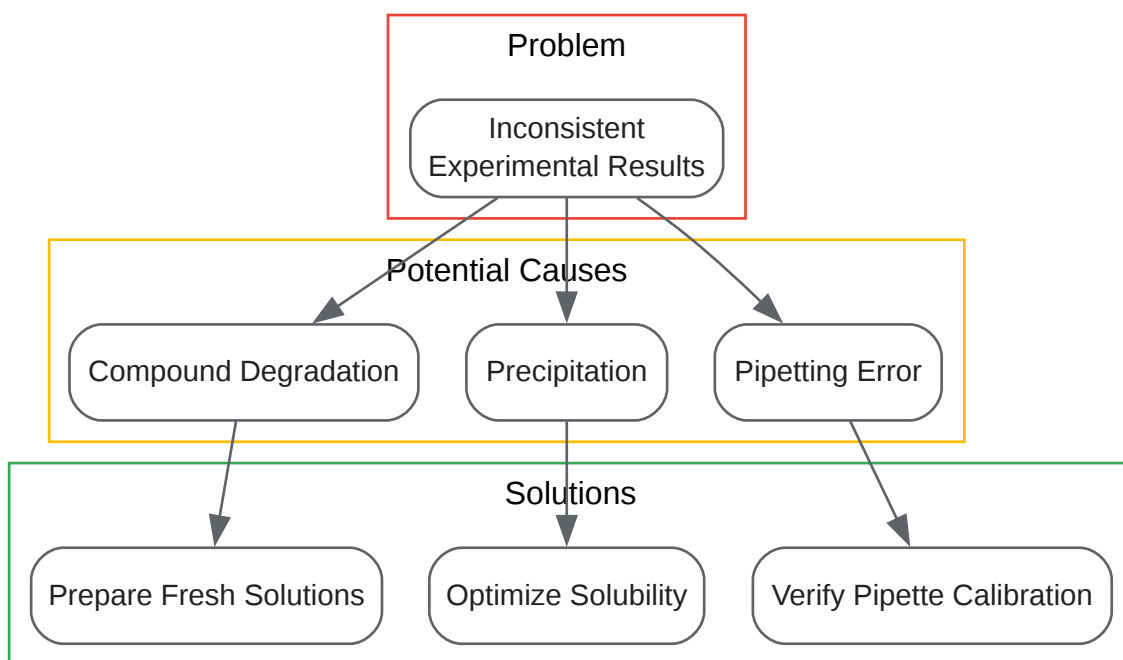 Problem
Inconsistent
Experimental Results
Potential Causes
Compound Degradation
Precipitation
Pipetting Error
Solutions
Prepare Fresh Solutions
Optimize Solubility
Verify Pipette Calibration